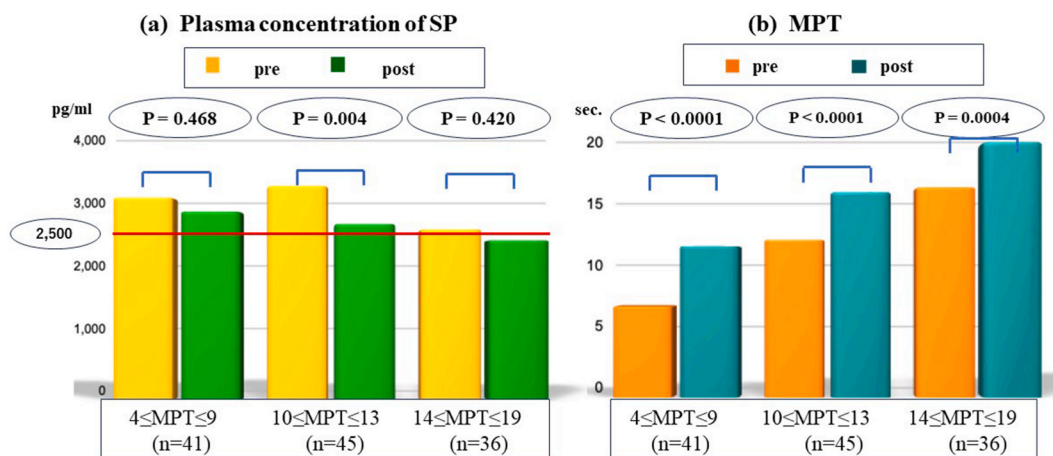 (a) Plasma concentration of SP
pre post
pg/ml
P = 0.468 P = 0.004 P = 0.420
4,000
3,000
2,500
2,000
1,000
0
4≤MPT≤9 10≤MPT≤13 14≤MPT≤19
(n=41) (n=45) (n=36)
(b) MPT
pre post
sec.
P < 0.0001 P < 0.0001 P = 0.0004
20
15
10
5
0
4≤MPT≤9 10≤MPT≤13 14≤MPT≤19
(n=41) (n=45) (n=36)